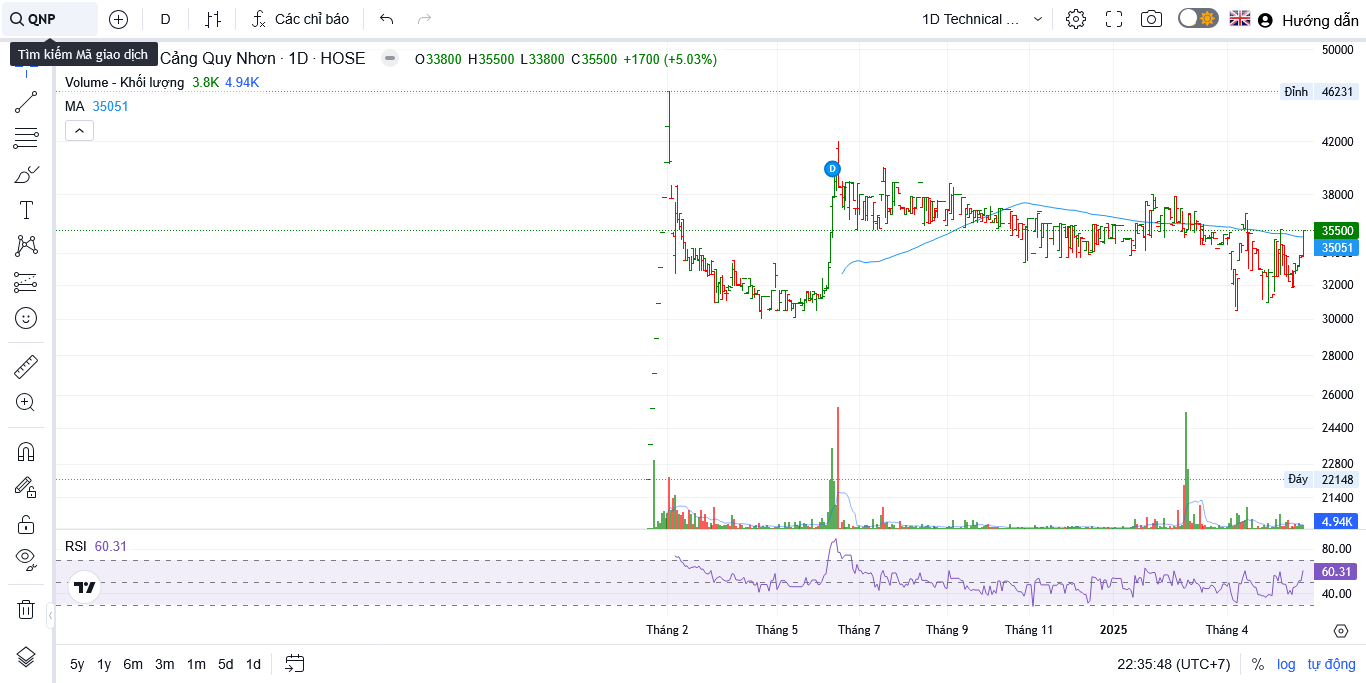 QNP
D
Các chỉ báo
1D Technical ...
Hướng dẫn
Tìm kiếm Mã giao dịch
Cảng Quy Nhơn · 1D · HOSE
O33800 H35500 L33800 C35500 +1700 (+5.03%)
Volume - Khối lượng 3.8K 4.94K
MA 35051
50000
Đỉnh 46231
42000
38000
35500
35051
32000
30000
28000
26000
24400
22800
Đáy 22148
21400
4.94K
D
RSI 60.31
80.00
60.31
40.00
Tháng 2 Tháng 5 Tháng 7 Tháng 9 Tháng 11 2025 Tháng 4
5y 1y 6m 3m 1m 5d 1d
22:35:48 (UTC+7) % log tự động